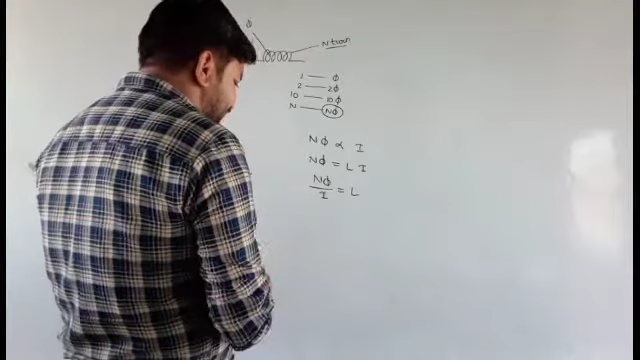 Φ
N turn
1 — Φ
2 — 2Φ
10 — 10Φ
N — NΦ
NΦ ∝ I
NΦ = L I
NΦ/I = L